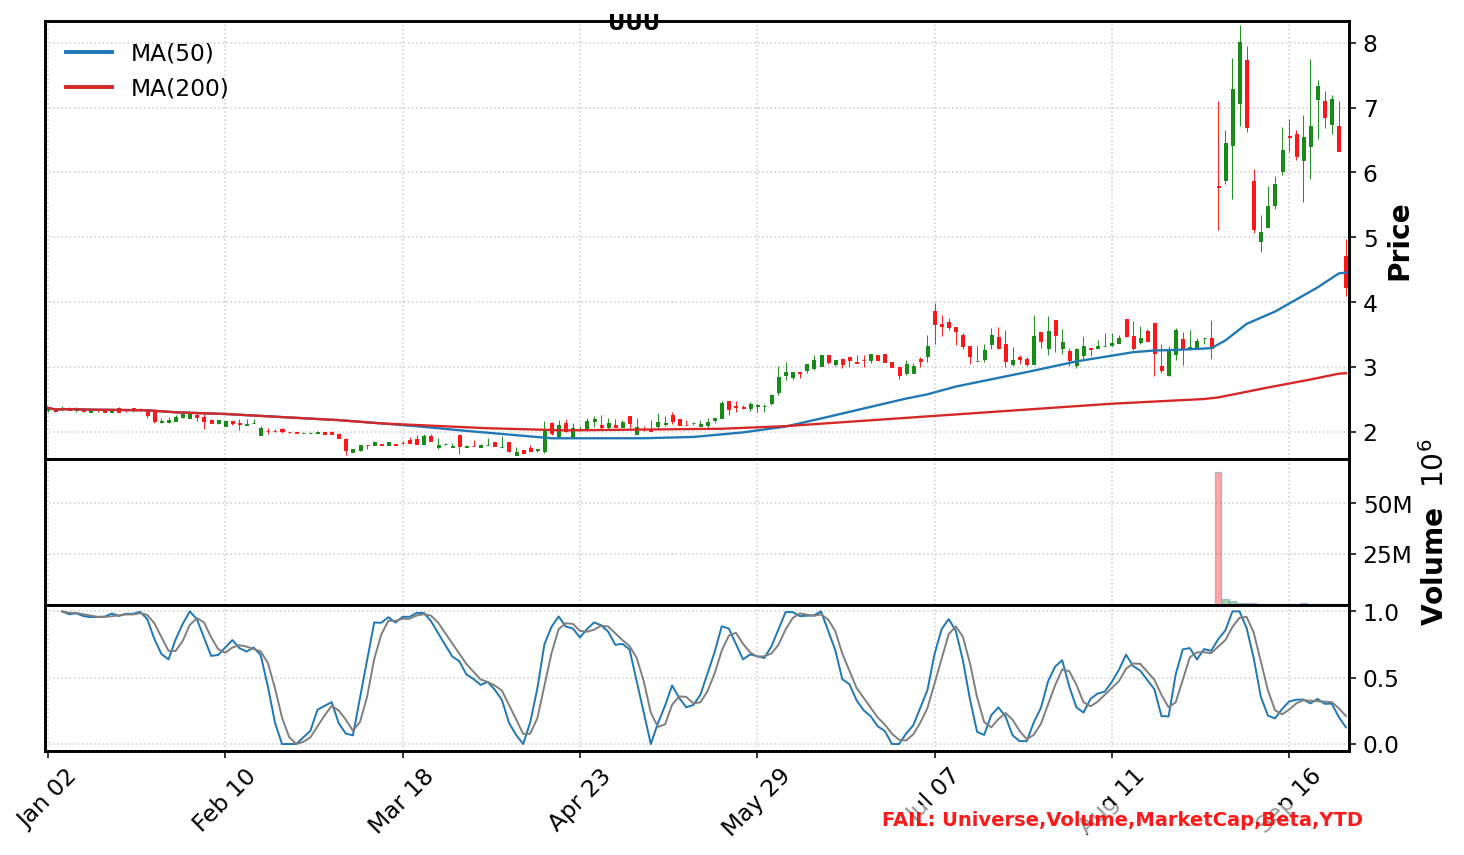 UUU
MA(50)
MA(200)
8
7
6
5
4
3
2
Price
10^6
50M
25M
Volume
1.0
0.5
0.0
Jan 02
Feb 10
Mar 18
Apr 23
May 29
Jul 07
Aug 11
Sep 16
FAIL: Universe,Volume,MarketCap,Beta,YTD